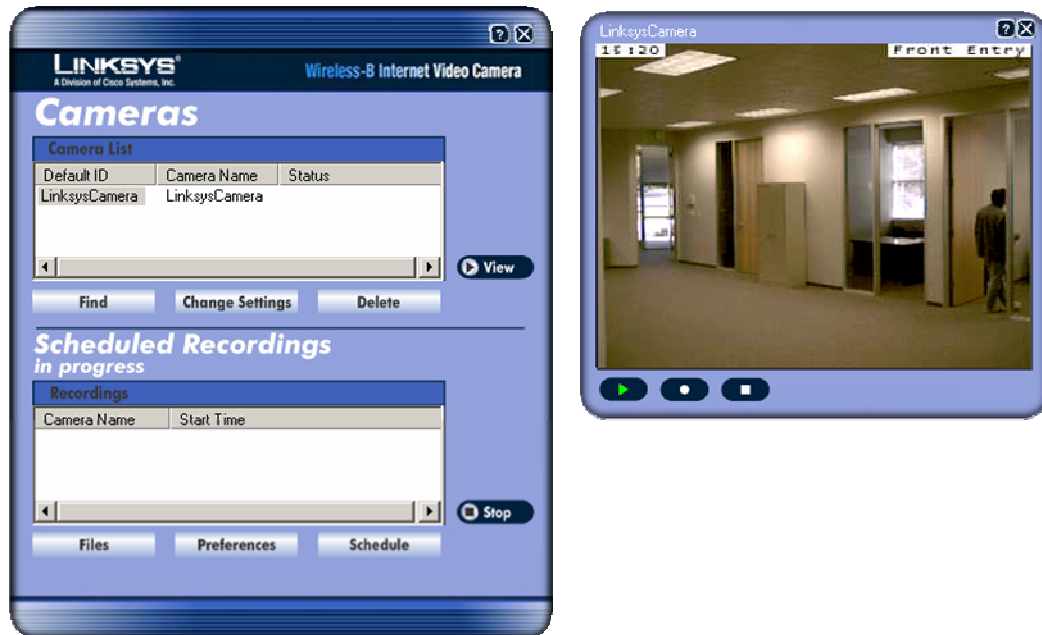 LINKSYS®
A Division of Cisco Systems, Inc.
Wireless-B Internet Video Camera
Cameras
Camera List
Default ID Camera Name Status
LinksysCamera LinksysCamera
View
Find Change Settings Delete
Scheduled Recordings
in progress
Recordings
Camera Name Start Time
Stop
Files Preferences Schedule
LinksysCamera
15:20 Front Entry